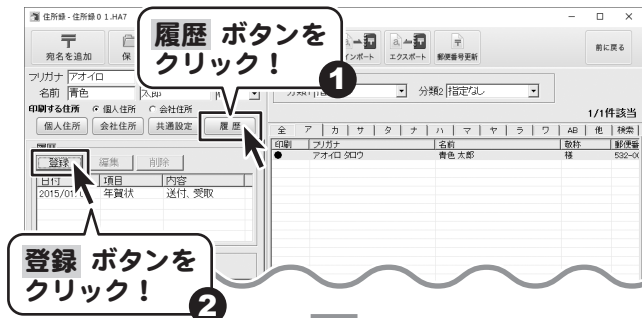 住所録 - 住所録01.HA7
宛名を追加
インポート
エクスポート
郵便番号更新
前に戻る
履歴 ボタンを
クリック!
1
フリガナ アオイロ
名前 青色
太郎
分類2 指定なし
印刷する住所 個人住所 会社住所
1/1件該当
個人住所 会社住所 共通設定 履歴
全 ア カ サ タ ナ ハ マ ヤ ラ ワ AB 他 検索
印刷 フリガナ 名前 敬称 郵便番
● アオイロ タロウ 青色 太郎 様 532-00
登録 編集 削除
日付 項目 内容
2015/01/0 年賀状 送付、受取
登録 ボタンを
クリック!
2